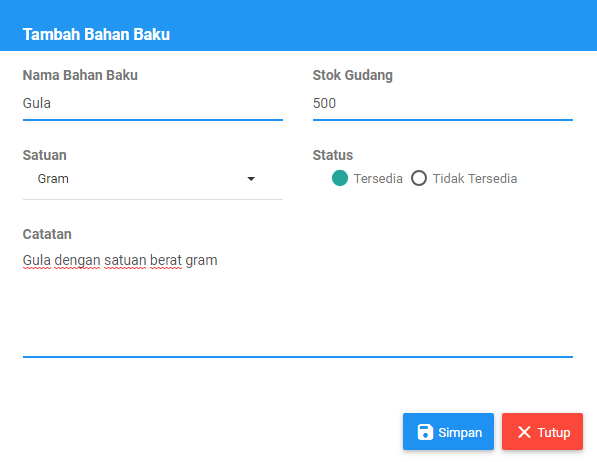 Tambah Bahan Baku
Nama Bahan Baku
Stok Gudang
Gula
500
Satuan
Status
Gram
Tersedia
Tidak Tersedia
Catatan
Gula dengan satuan berat gram
Simpan
Tutup